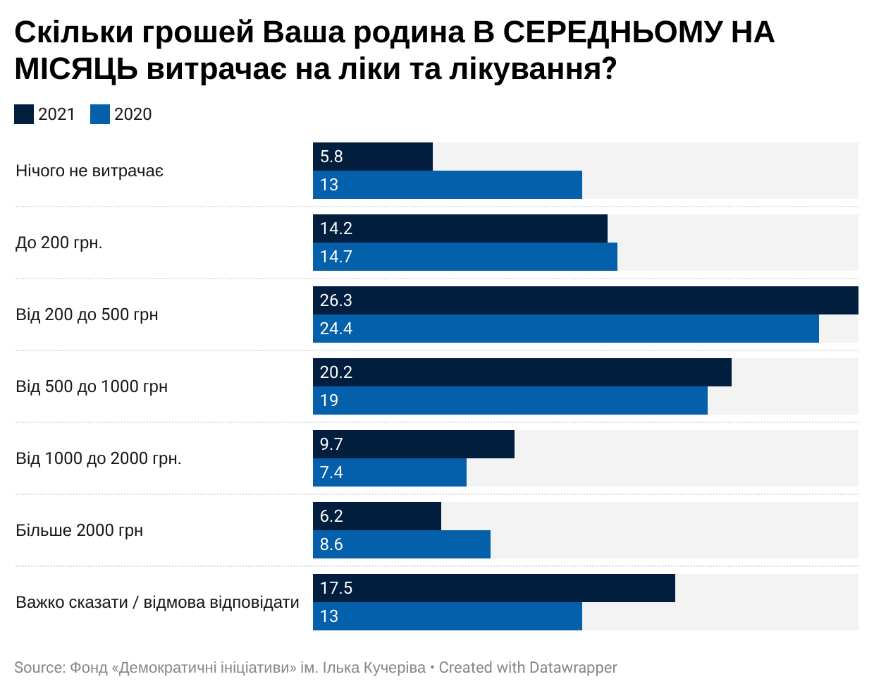 Скільки грошей Ваша родина В СЕРЕДНЬОМУ НА
МІСЯЦЬ витрачає на ліки та лікування?
2021 2020
Нічого не витрачає
5.8
13
До 200 грн.
14.2
14.7
Від 200 до 500 грн
26.3
24.4
Від 500 до 1000 грн
20.2
19
Від 1000 до 2000 грн.
9.7
7.4
Більше 2000 грн
6.2
8.6
Важко сказати / відмова відповідати
17.5
13
Source: Фонд «Демократичні ініціативи» ім. Ілька Кучеріва • Created with Datawrapper